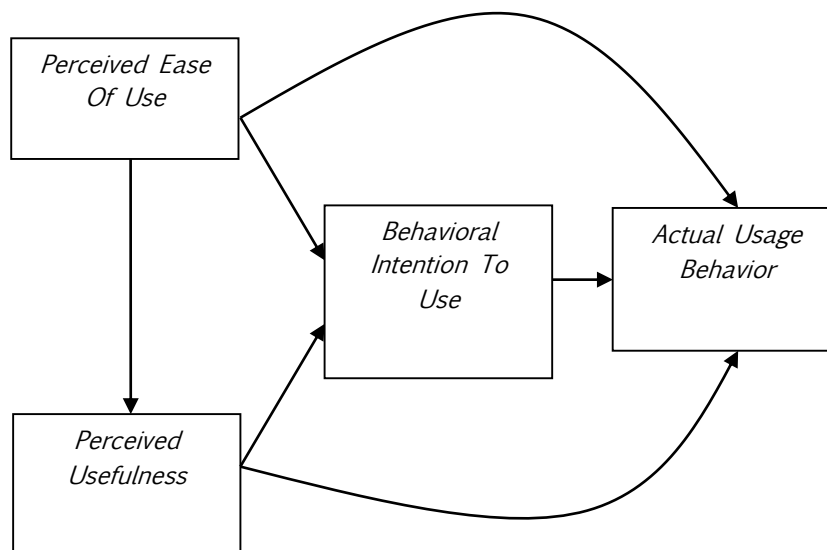 Perceived Ease
Of Use
Behavioral
Intention To
Use
Actual Usage
Behavior
Perceived
Usefulness